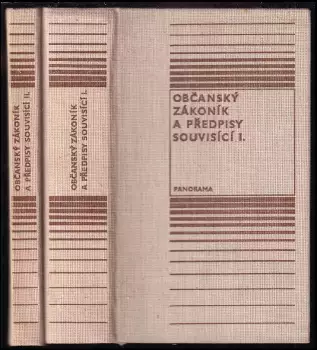 OBČANSKÝ ZÁKONÍK
A PŘEDPISY SOUVISÍCÍ II.
OBČANSKÝ ZÁKONÍK
A PŘEDPISY SOUVISÍCÍ I.
OBČANSKÝ
ZÁKONÍK
A PŘEDPISY
SOUVISÍCÍ I.
PANORAMA